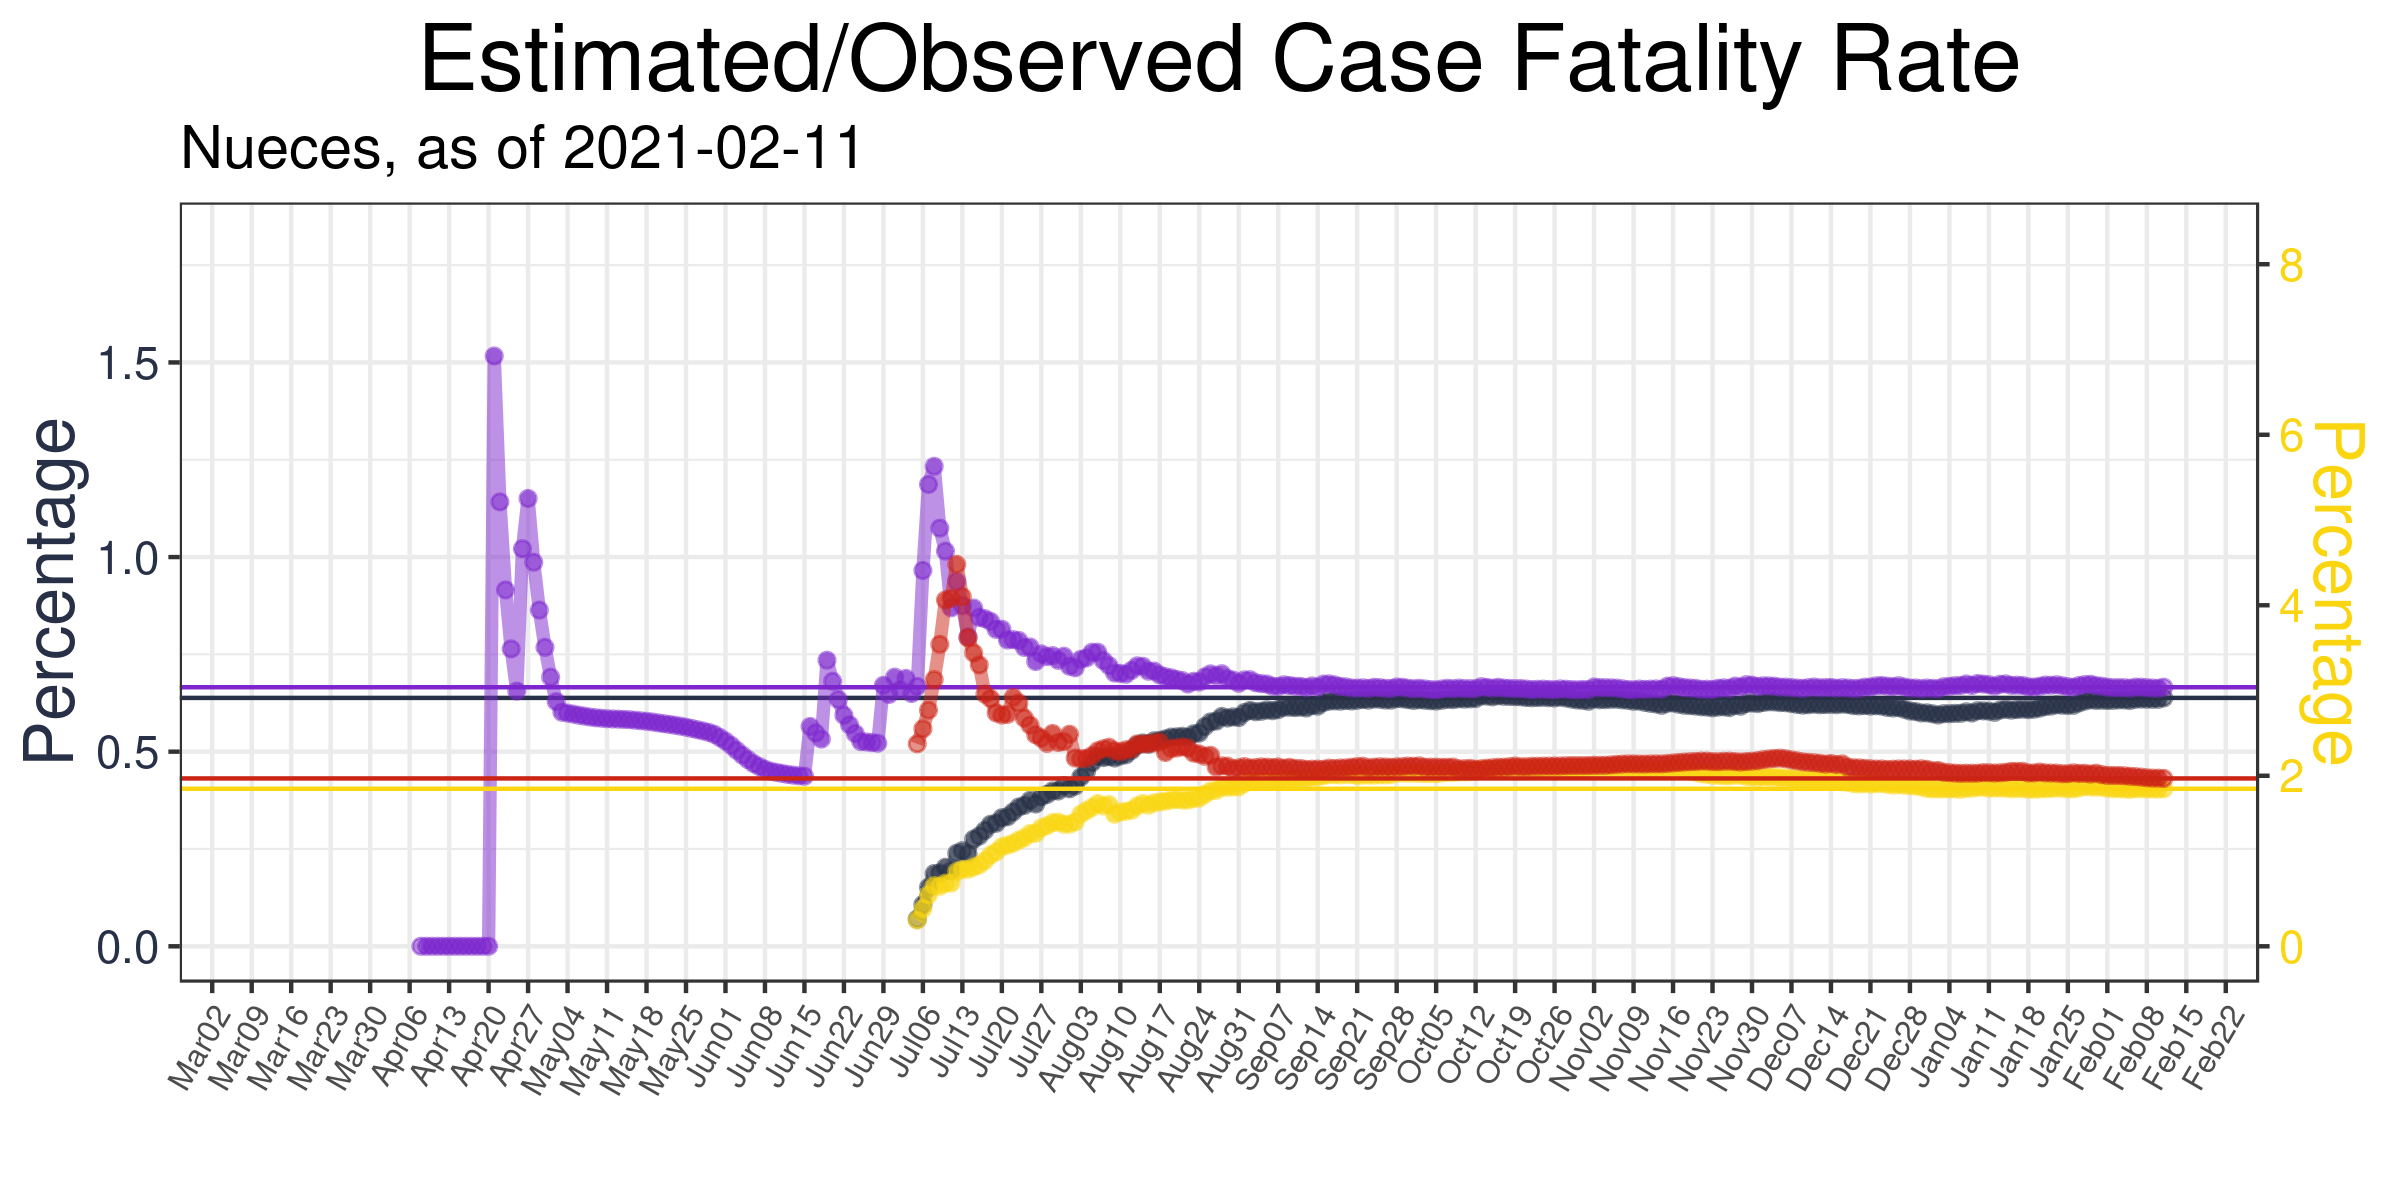 Estimated/Observed Case Fatality Rate
Nueces, as of 2021-02-11
Percentage
1.5
1.0
0.5
0.0
8
6
4
2
0
Percentage
Mar02
Mar09
Mar16
Mar23
Mar30
Apr06
Apr13
Apr20
Apr27
May04
May11
May18
May25
Jun01
Jun08
Jun15
Jun22
Jun29
Jul06
Jul13
Jul20
Jul27
Aug03
Aug10
Aug17
Aug24
Aug31
Sep07
Sep14
Sep21
Sep28
Oct05
Oct12
Oct19
Oct26
Nov02
Nov09
Nov16
Nov23
Nov30
Dec07
Dec14
Dec21
Dec28
Jan04
Jan11
Jan18
Jan25
Feb01
Feb08
Feb15
Feb22